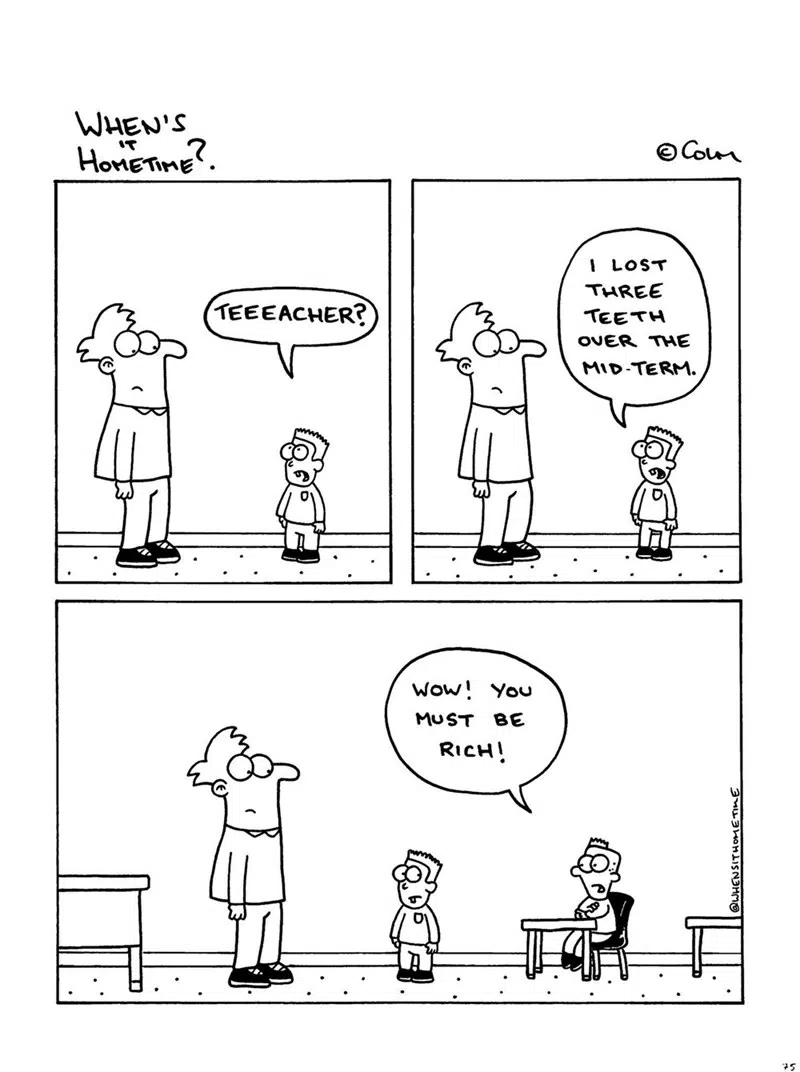 WHEN'S
IT
HOMETIME?.
© COLM
TEEEACHER?
I LOST
THREE
TEETH
OVER THE
MID-TERM.
WOW! YOU
MUST BE
RICH!
@WHENSITHOMETIME
75